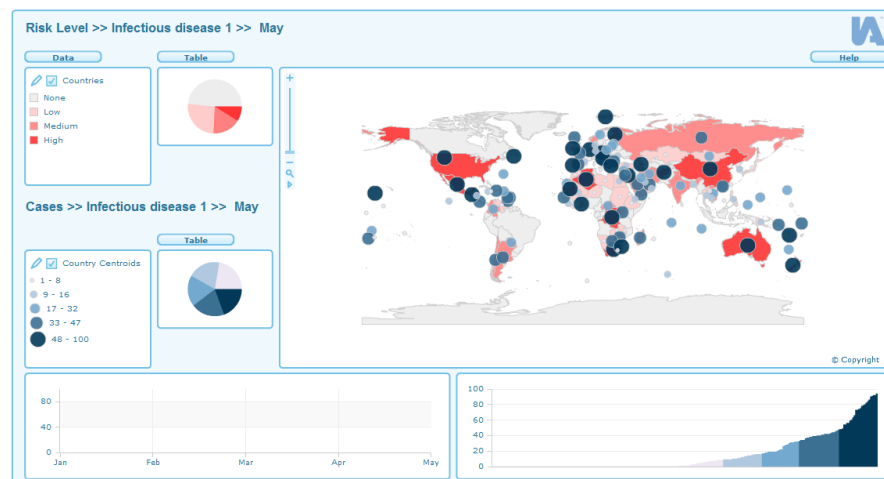 Risk Level >> Infectious disease 1 >> May
Data
Table
Help
Countries
None
Low
Medium
High
Cases >> Infectious disease 1 >> May
Table
Country Centroids
1 - 8
9 - 16
17 - 32
33 - 47
48 - 100
© Copyright
80
40
0
Jan
Feb
Mar
Apr
May
100
80
60
40
20
0